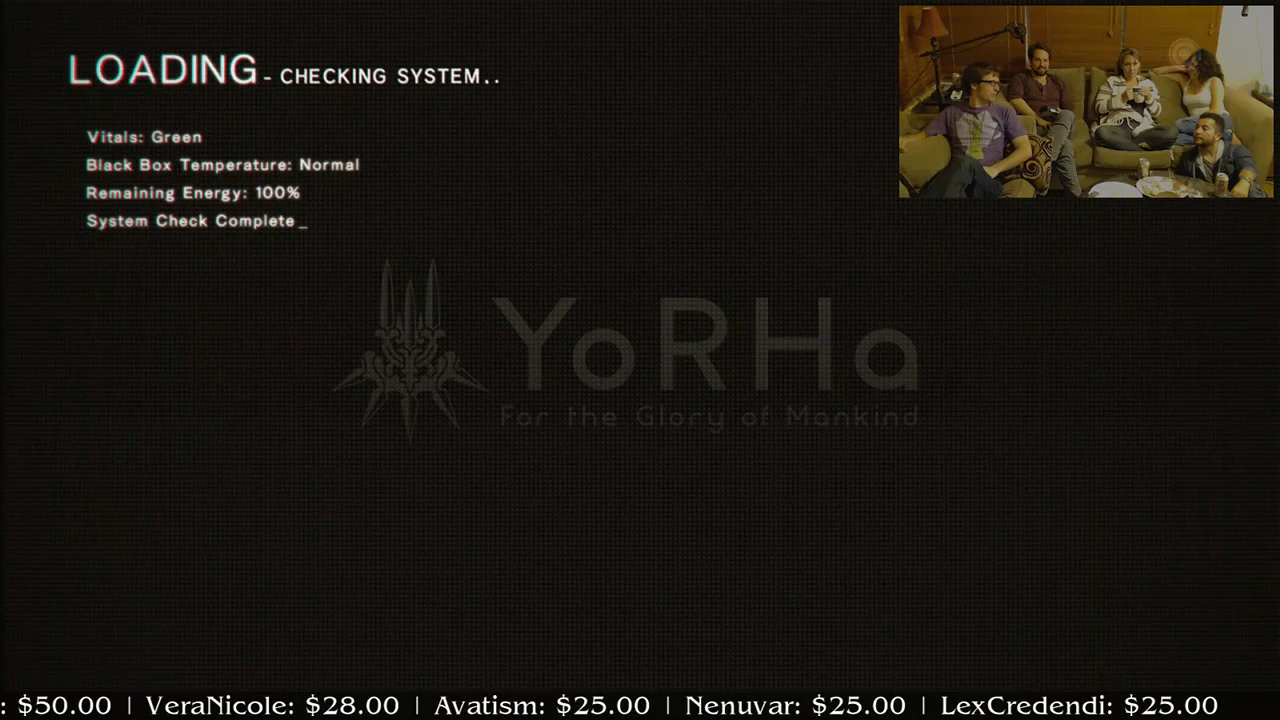 LOADING - CHECKING SYSTEM..
Vitals: Green
Black Box Temperature: Normal
Remaining Energy: 100%
System Check Complete_
YoRHa
For the Glory of Mankind
: $50.00 | VeraNicole: $28.00 | Avatism: $25.00 | Nenuvar: $25.00 | LexCredendi: $25.00